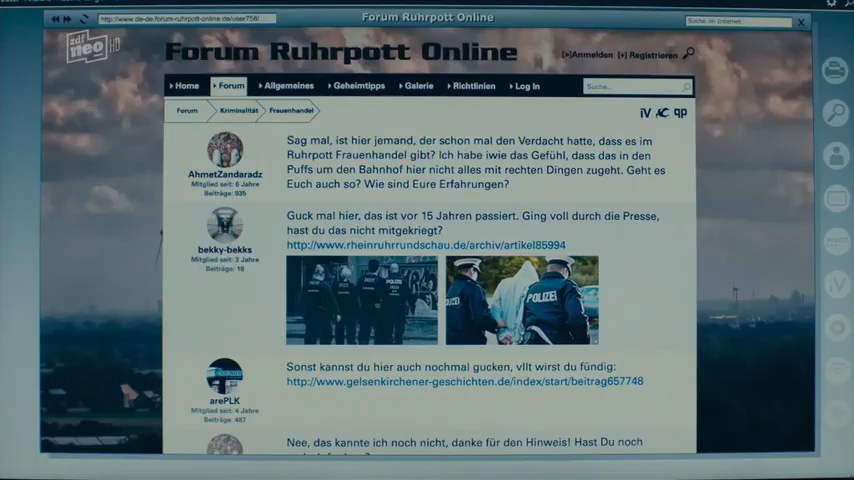 http://www.de-de.forum-ruhrpott-online.de/user758/
Forum Ruhrpott Online
Suche im Internet
X
zdf neo HD
Forum Ruhrpott Online
[»]Anmelden [+] Registrieren
Home
Forum
Allgemeines
Geheimtipps
Galerie
Richtlinien
Log In
Suche...
Forum
Kriminalität
Frauenhandel
AhmetZandaradz
Mitglied seit: 6 Jahre
Beiträge: 935
Sag mal, ist hier jemand, der schon mal den Verdacht hatte, dass es im
Ruhrpott Frauenhandel gibt? Ich habe iwie das Gefühl, dass das in den
Puffs um den Bahnhof hier nicht alles mit rechten Dingen zugeht. Geht es
Euch auch so? Wie sind Eure Erfahrungen?
bekky-bekks
Mitglied seit: 3 Jahre
Beiträge: 18
Guck mal hier, das ist vor 15 Jahren passiert. Ging voll durch die Presse,
hast du das nicht mitgekriegt?
http://www.rheinruhrrundschau.de/archiv/artikel85994
POLIZEI
POLIZEI
arePLK
Mitglied seit: 4 Jahre
Beiträge: 487
Sonst kannst du hier auch nochmal gucken, vllt wirst du fündig:
http://www.gelsenkirchener-geschichten.de/index/start/beitrag657748
Nee, das kannte ich noch nicht, danke für den Hinweis! Hast Du noch